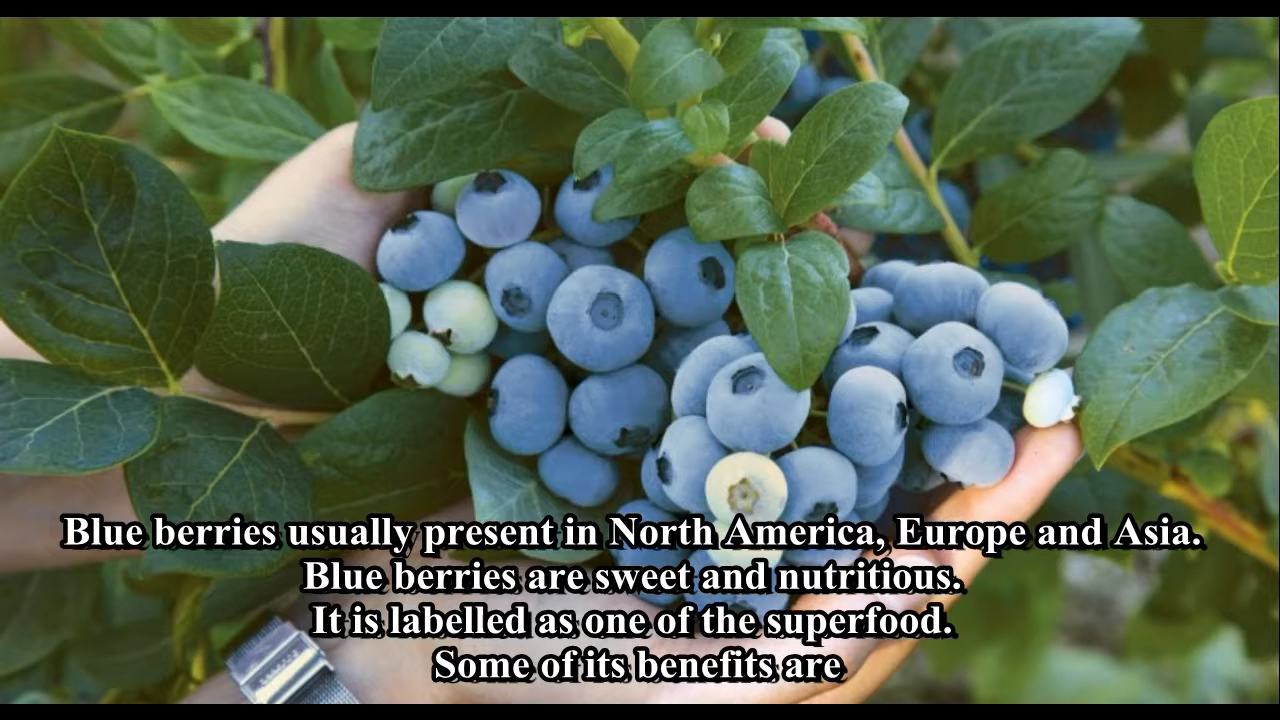 Blue berries usually present in North America, Europe and Asia.
Blue berries are sweet and nutritious.
It is labelled as one of the superfood.
Some of its benefits are